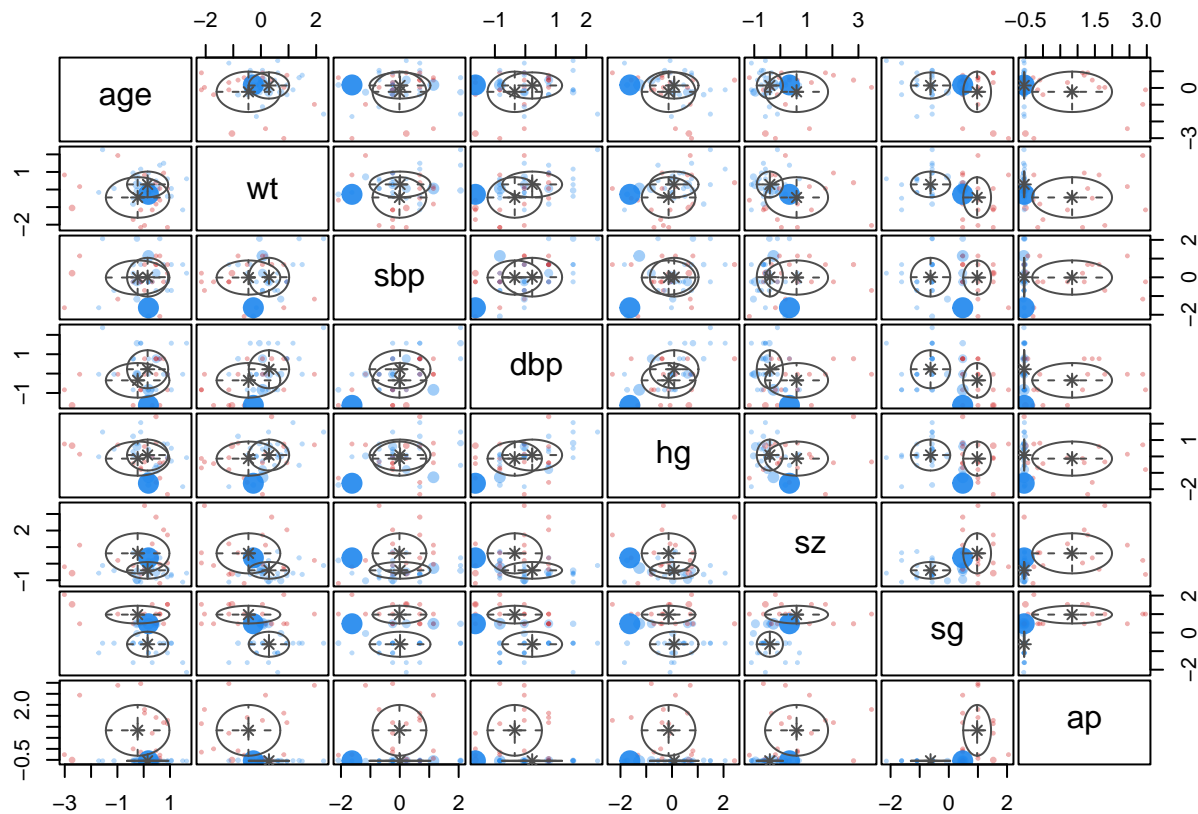 −2 0 2 −1 1 2 −1 1 3 −0.5 1.5 3.0
age 0 −3
1 −2 wt
sbp 2 0 −2
1 −1 dbp
hg 1 −2
2 −1 sz
sg 2 0 −2
2.0 −0.5 ap
−3 −1 1 −2 0 2 −2 0 2 −2 0 2